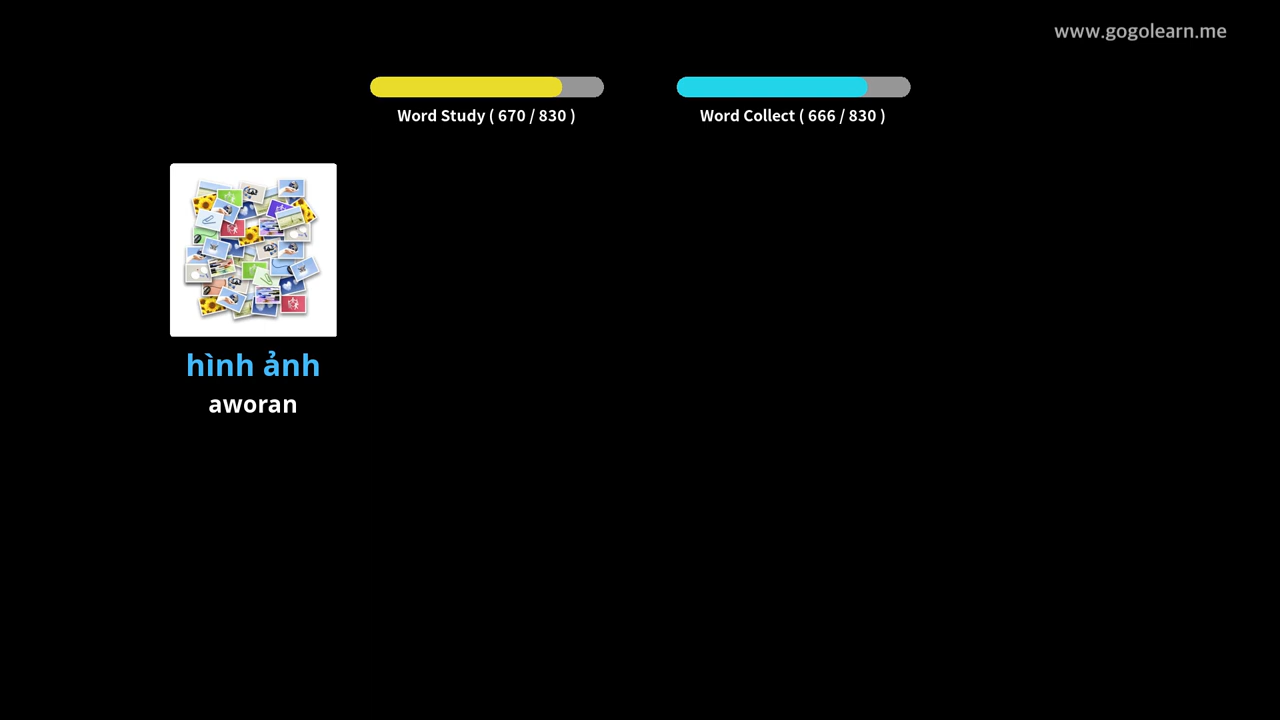 www.gogolearn.me
Word Study ( 670 / 830 )
Word Collect ( 666 / 830 )
hình ảnh
aworan